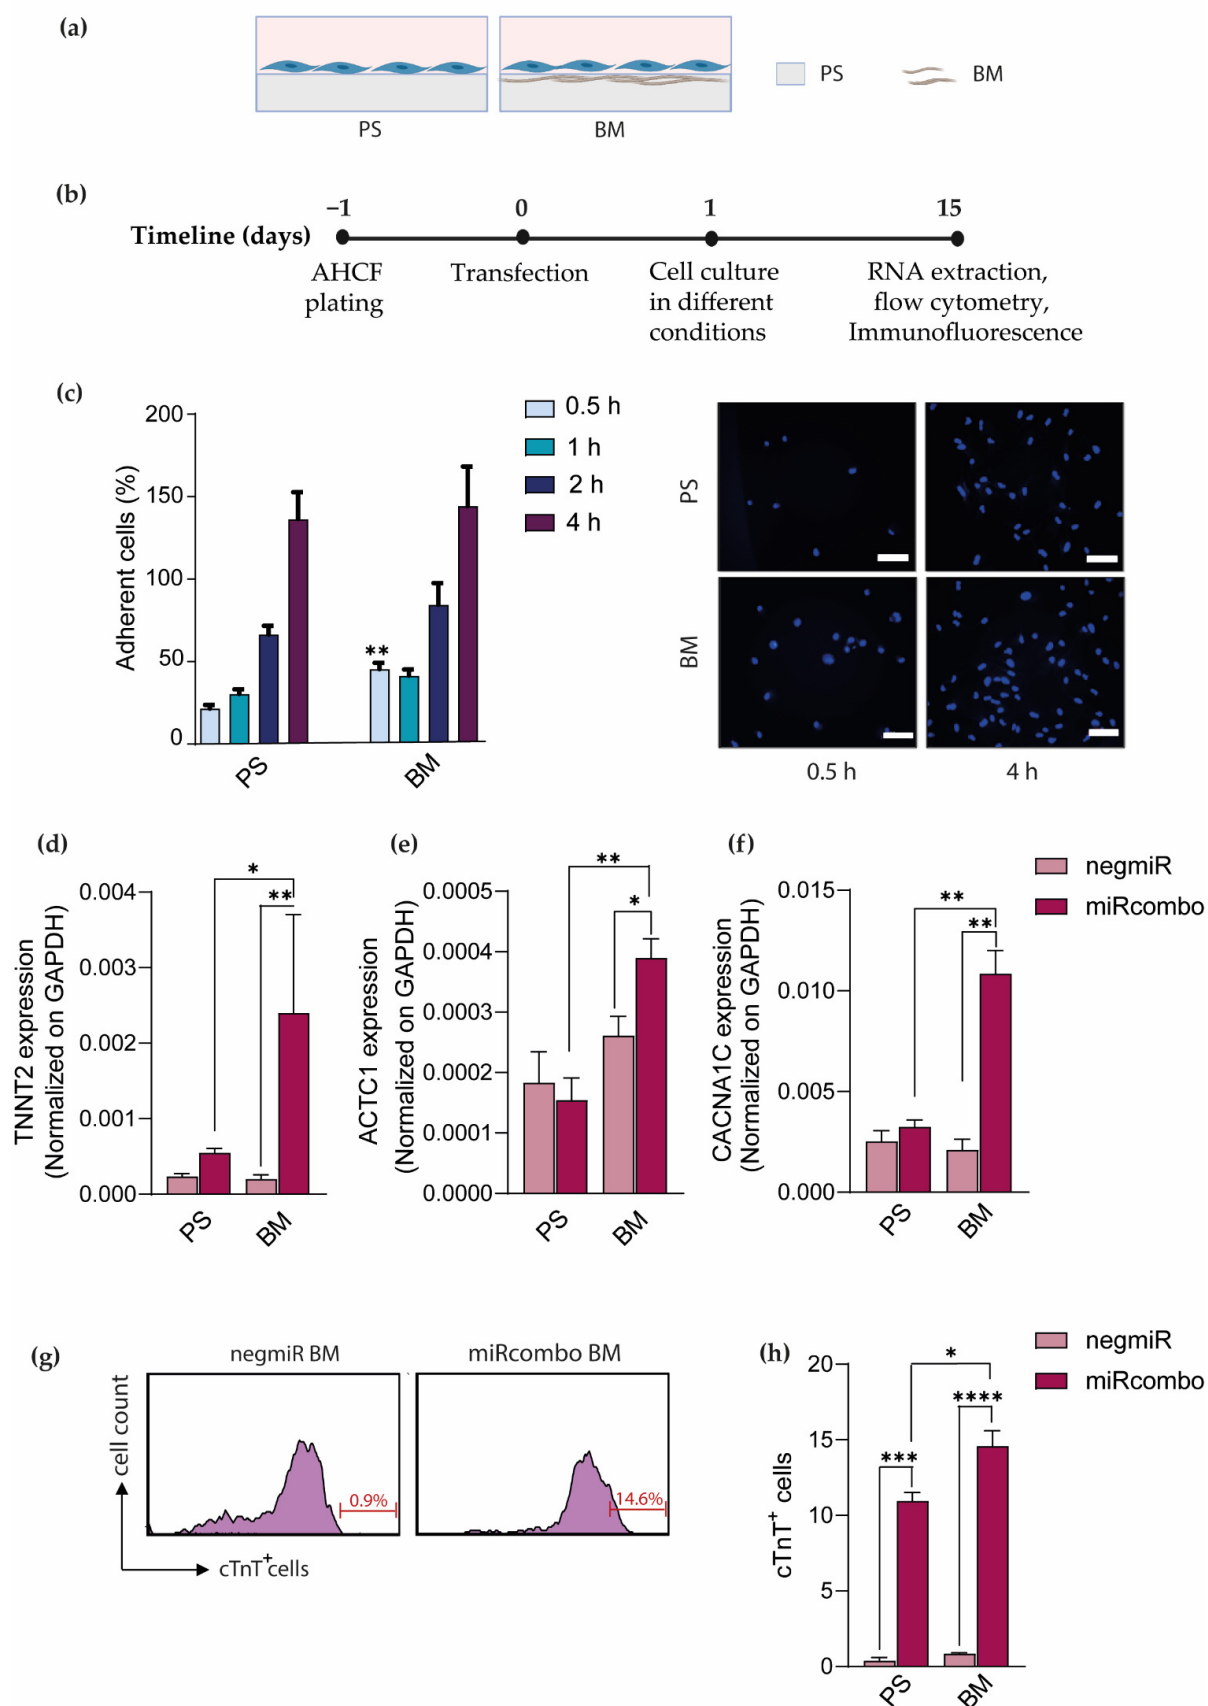 (a)
PS
BM
PS
BM
(b)
−1
0
1
15
Timeline (days)
AHCF
plating
Transfection
Cell culture
in different
conditions
RNA extraction,
flow cytometry,
Immunofluorescence
(c)
Adherent cells (%)
200
150
100
50
0
**
PS
BM
0.5 h
1 h
2 h
4 h
PS
BM
0.5 h
4 h
(d)
TNNT2 expression
(Normalized on GAPDH)
0.004
0.003
0.002
0.001
0.000
*
**
PS
BM
(e)
ACTC1 expression
(Normalized on GAPDH)
0.0005
0.0004
0.0003
0.0002
0.0001
0.0000
**
*
PS
BM
(f)
CACNA1C expression
(Normalized on GAPDH)
0.015
0.010
0.005
0.000
**
**
PS
BM
negmiR
miRcombo
(g)
negmiR BM
miRcombo BM
cell count
0.9%
14.6%
cTnT+cells
(h)
cTnT+ cells
20
15
10
5
0
***
*
****
PS
BM
negmiR
miRcombo